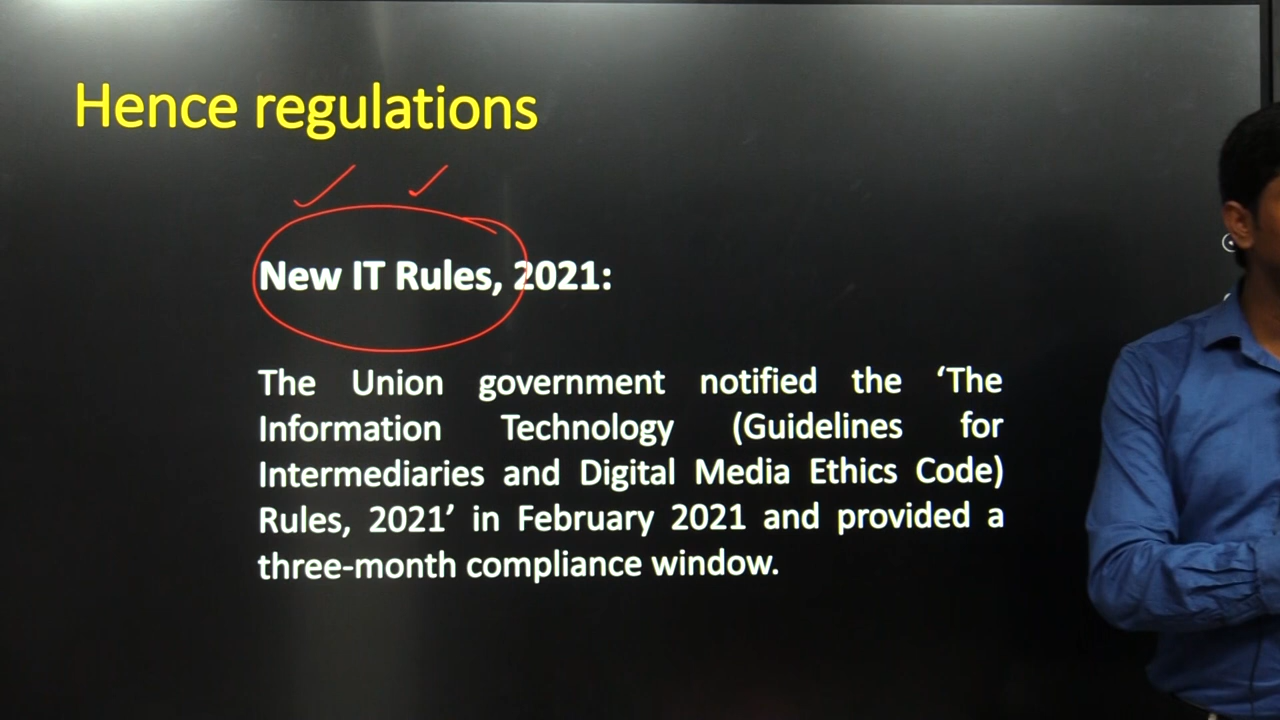 Hence regulations
New IT Rules, 2021:
The Union government notified the ‘The
Information Technology (Guidelines for
Intermediaries and Digital Media Ethics Code)
Rules, 2021’ in February 2021 and provided a
three-month compliance window.